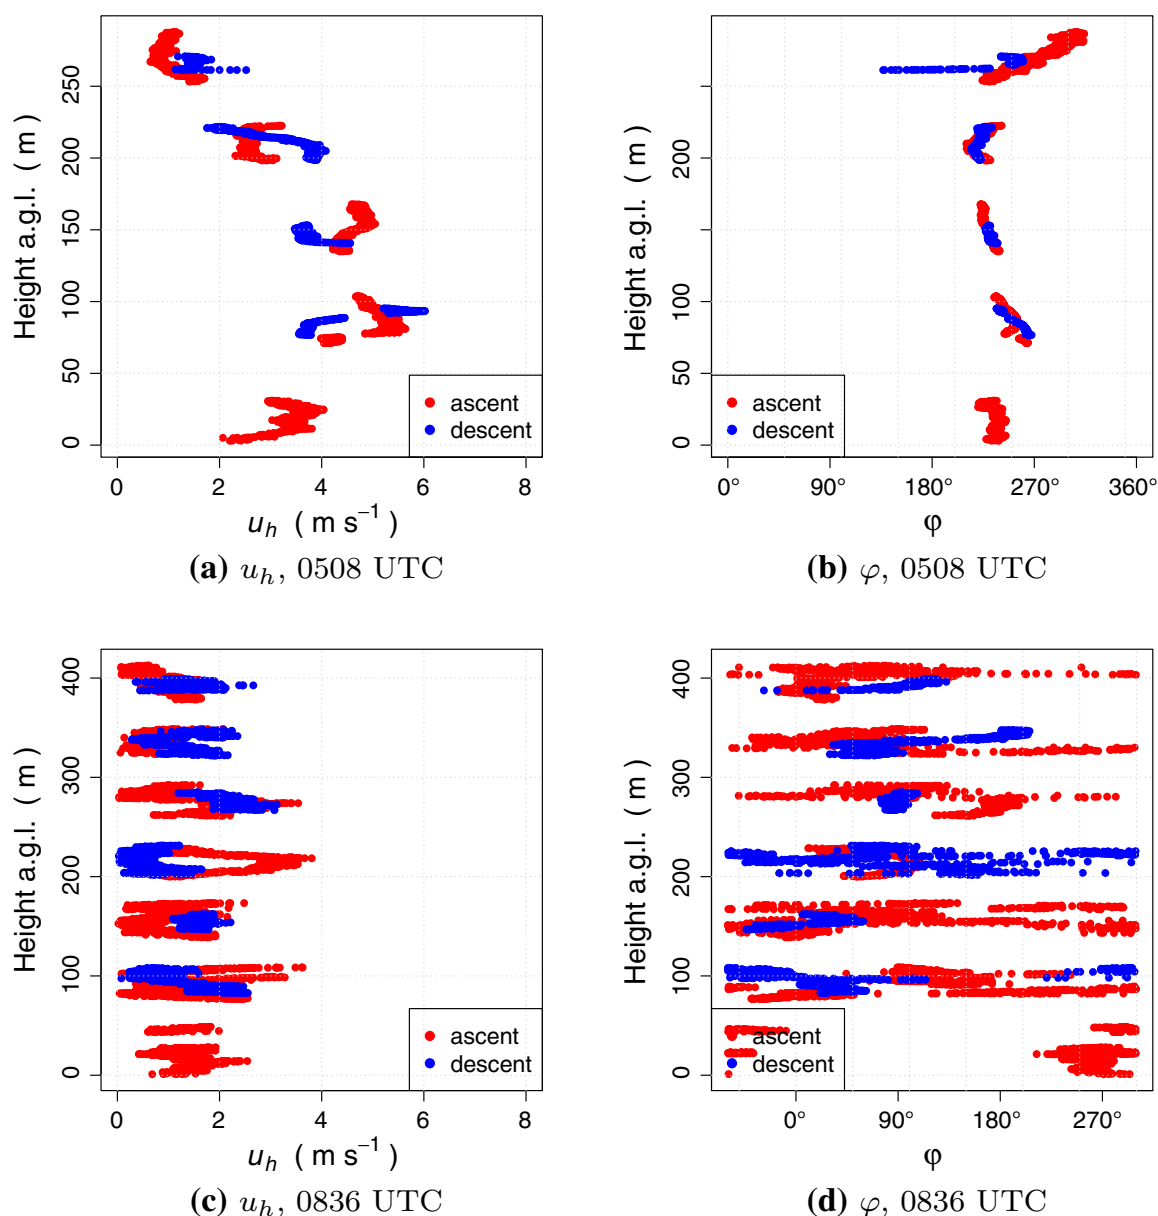 Height a.g.l. ( m )
250
200
150
100
50
0
ascent
descent
0 2 4 6 8
u_h ( m s⁻¹ )
(a) u_h, 0508 UTC
Height a.g.l. ( m )
200
100
0
ascent
descent
0° 90° 180° 270° 360°
φ
(b) φ, 0508 UTC
Height a.g.l. ( m )
400
300
200
100
0
ascent
descent
0 2 4 6 8
u_h ( m s⁻¹ )
(c) u_h, 0836 UTC
Height a.g.l. ( m )
400
300
200
100
0
ascent
descent
0° 90° 180° 270°
φ
(d) φ, 0836 UTC